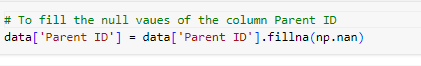 # To fill the null vaues of the column Parent ID
data['Parent ID'] = data['Parent ID'].fillna(np.nan)